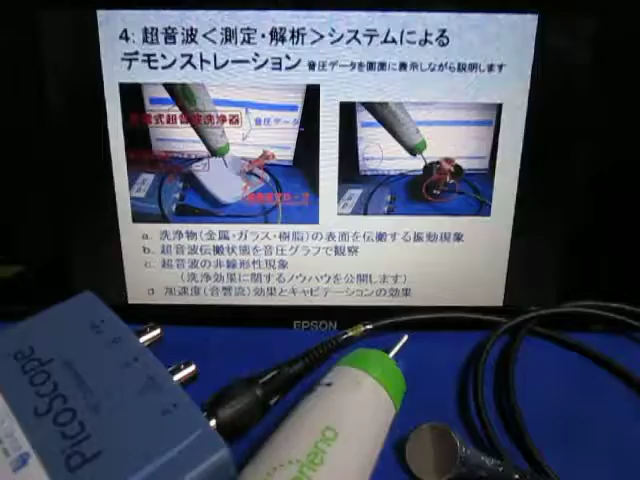 4: 超音波＜測定・解析＞システムによる
デモンストレーション 音圧データを画面に表示しながら説明します
音圧データ
a. 洗浄物(金属・ガラス・樹脂)の表面を伝搬する振動現象
b. 超音波伝搬状態を音圧グラフで観察
c. 超音波の非線形性現象
(洗浄効果に関するノウハウを公開します)
d 加速度(音響流)効果とキャビテーションの効果
EPSON
picoscope